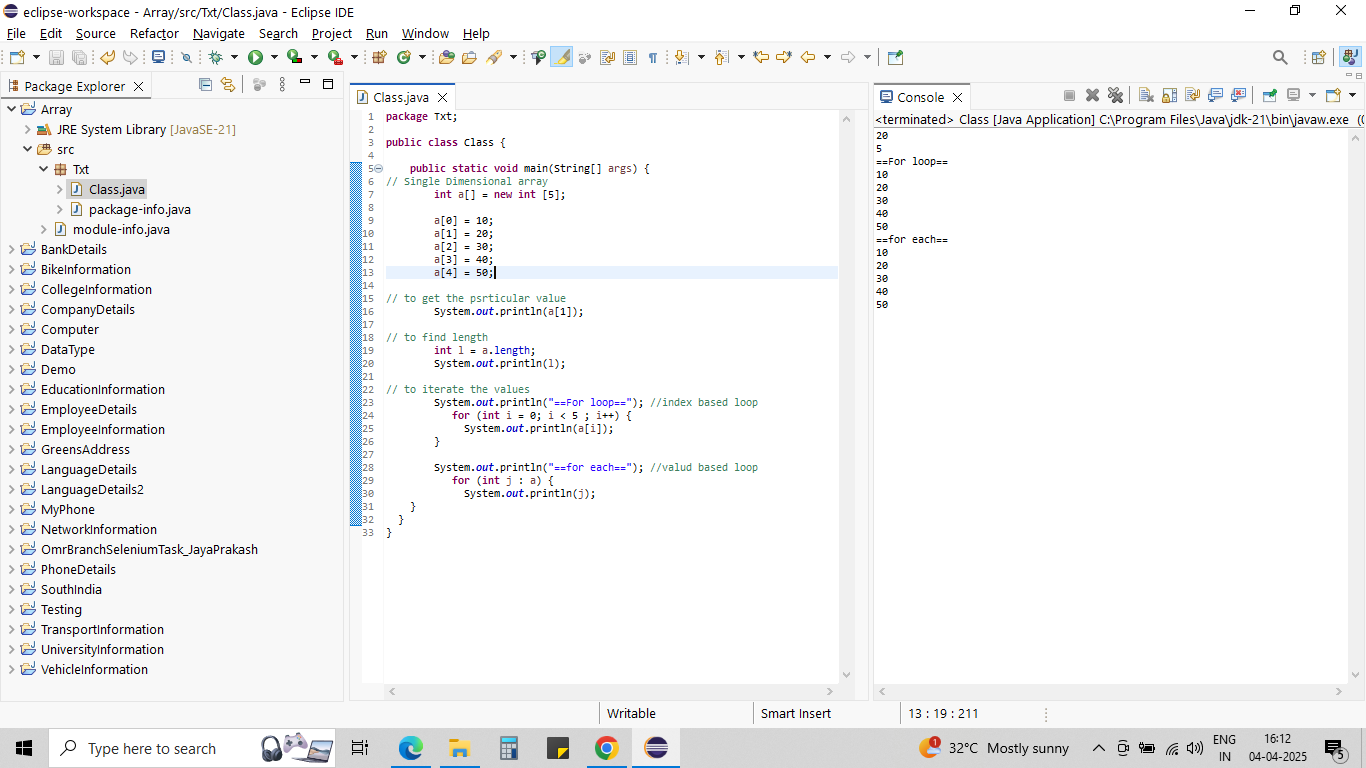 eclipse-workspace - Array/src/Txt/Class.java - Eclipse IDE
File Edit Source Refactor Navigate Search Project Run Window Help
Package Explorer
Array
JRE System Library [JavaSE-21]
src
Txt
Class.java
package-info.java
module-info.java
BankDetails
BikeInformation
CollegeInformation
CompanyDetails
Computer
DataType
Demo
EducationInformation
EmployeeDetails
EmployeeInformation
GreensAddress
LanguageDetails
LanguageDetails2
MyPhone
NetworkInformation
OmrBranchSeleniumTask_JayaPrakash
PhoneDetails
SouthIndia
Testing
TransportInformation
UniversityInformation
VehicleInformation
Class.java
1 package Txt;
2
3 public class Class {
4
5 public static void main(String[] args) {
6 // Single Dimensional array
7 int a[] = new int [5];
8
9 a[0] = 10;
10 a[1] = 20;
11 a[2] = 30;
12 a[3] = 40;
13 a[4] = 50;
14
15 // to get the psrticular value
16 System.out.println(a[1]);
17
18 // to find length
19 int l = a.length;
20 System.out.println(l);
21
22 // to iterate the values
23 System.out.println("==For loop=="); //index based loop
24 for (int i = 0; i < 5 ; i++) {
25 System.out.println(a[i]);
26 }
27
28 System.out.println("==for each=="); //valud based loop
29 for (int j : a) {
30 System.out.println(j);
31 }
32 }
33 }
Console
<terminated> Class [Java Application] C:\Program Files\Java\jdk-21\bin\javaw.exe
20
5
==For loop==
10
20
30
40
50
==for each==
10
20
30
40
50
Writable Smart Insert 13 : 19 : 211
Type here to search
1
32°C Mostly sunny
ENG
IN
16:12
04-04-2025
5